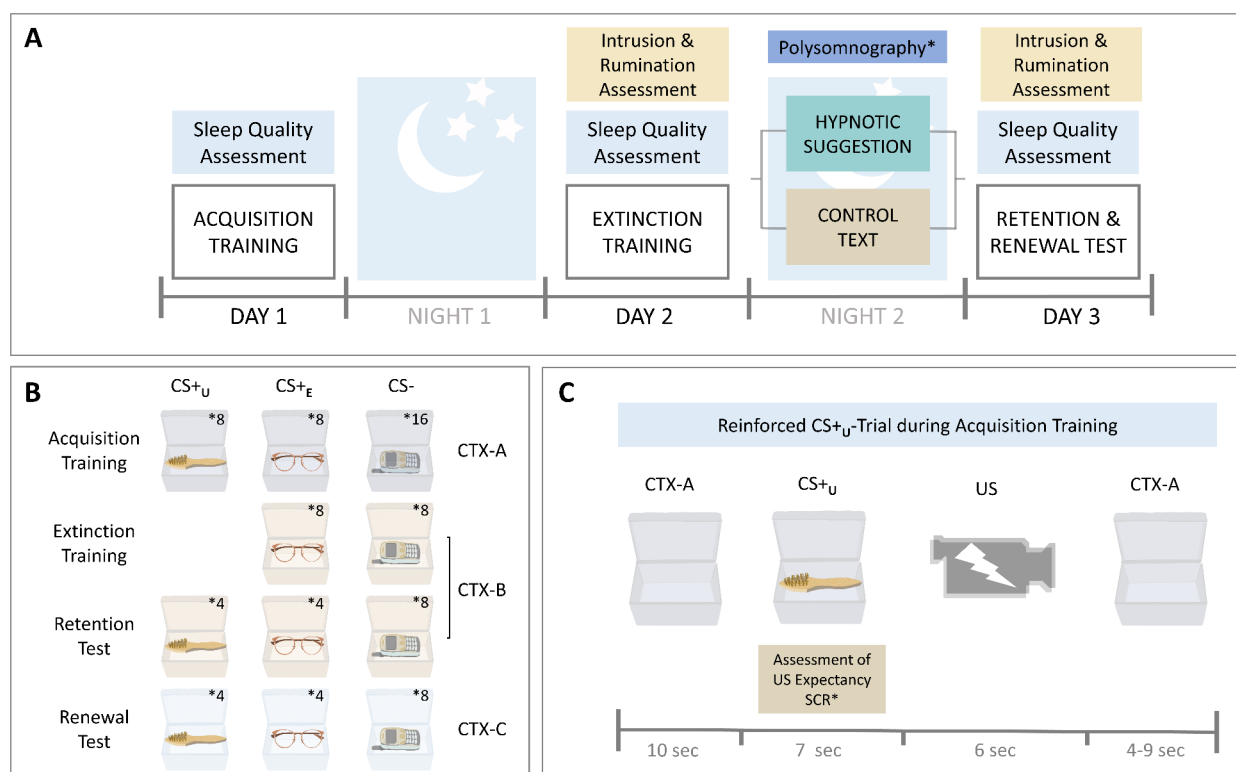 A
Sleep Quality
Assessment
ACQUISITION
TRAINING
Intrusion &
Rumination
Assessment
Sleep Quality
Assessment
EXTINCTION
TRAINING
Polysomnography*
HYPNOTIC
SUGGESTION
CONTROL
TEXT
Intrusion &
Rumination
Assessment
Sleep Quality
Assessment
RETENTION &
RENEWAL TEST
DAY 1
NIGHT 1
DAY 2
NIGHT 2
DAY 3
B
CS+U
CS+E
CS-
Acquisition
Training
*8
*8
*16
CTX-A
Extinction
Training
*8
*8
CTX-B
Retention
Test
*4
*4
*8
Renewal
Test
*4
*4
*8
CTX-C
C
Reinforced CS+U-Trial during Acquisition Training
CTX-A
CS+U
US
CTX-A
Assessment of
US Expectancy
SCR*
10 sec
7 sec
6 sec
4-9 sec